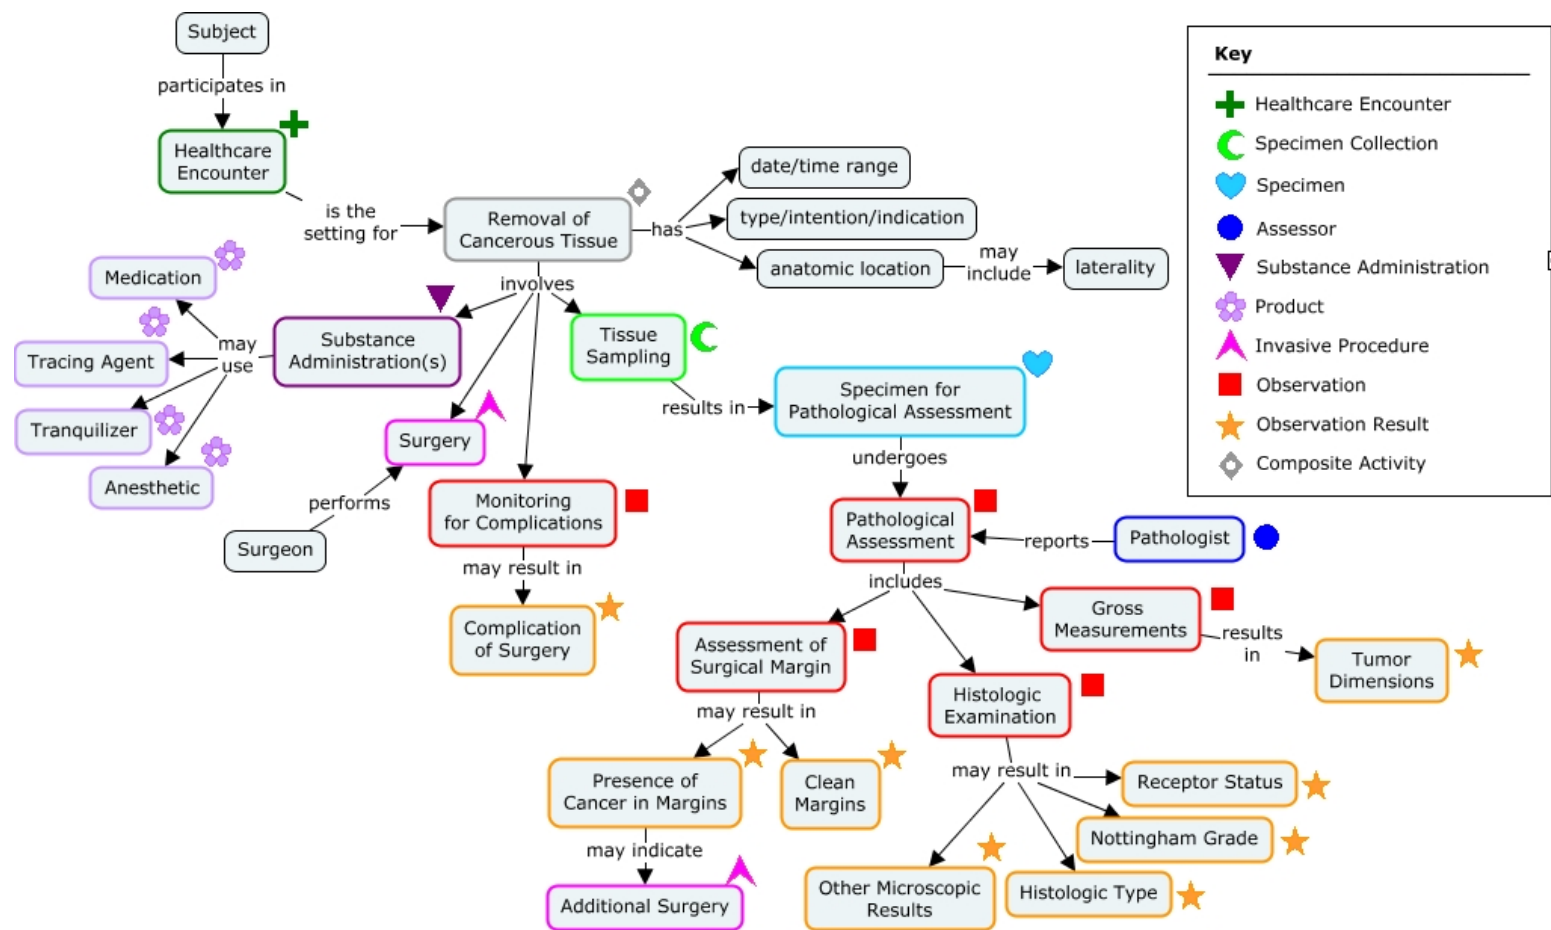 Subject
participates in
Healthcare
Encounter
is the
setting for
Removal of
Cancerous Tissue
has
date/time range
type/intention/indication
anatomic location
may
include
laterality
involves
Medication
Tracing Agent
Tranquilizer
Anesthetic
may
use
Substance
Administration(s)
Tissue
Sampling
results in
Specimen for
Pathological Assessment
undergoes
Surgery
performs
Surgeon
Monitoring
for Complications
may result in
Complication
of Surgery
Pathological
Assessment
reports
Pathologist
includes
Assessment of
Surgical Margin
Gross
Measurements
results
in
Tumor
Dimensions
Histologic
Examination
may result in
Presence of
Cancer in Margins
Clean
Margins
may indicate
Additional Surgery
may result in
Receptor Status
Nottingham Grade
Histologic Type
Other Microscopic
Results
Key
Healthcare Encounter
Specimen Collection
Specimen
Assessor
Substance Administration
Product
Invasive Procedure
Observation
Observation Result
Composite Activity